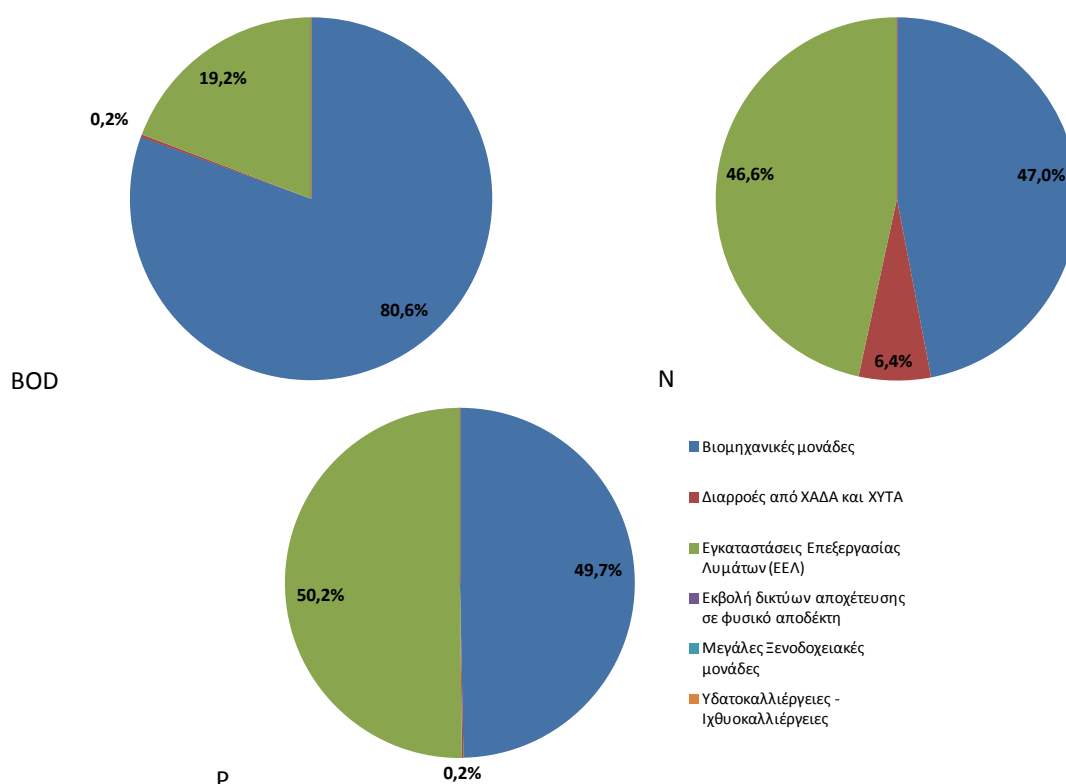 19,2%
0,2%
80,6%
BOD
46,6%
47,0%
6,4%
N
50,2%
49,7%
0,2%
P
Βιομηχανικές μονάδες
Διαρροές από ΧΑΔΑ και ΧΥΤΑ
Εγκαταστάσεις Επεξεργασίας
Λυμάτων (ΕΕΛ)
Εκβολή δικτύων αποχέτευσης
σε φυσικό αποδέκτη
Μεγάλες Ξενοδοχειακές
μονάδες
Υδατοκαλλιέργειες -
Ιχθυοκαλλιέργειες